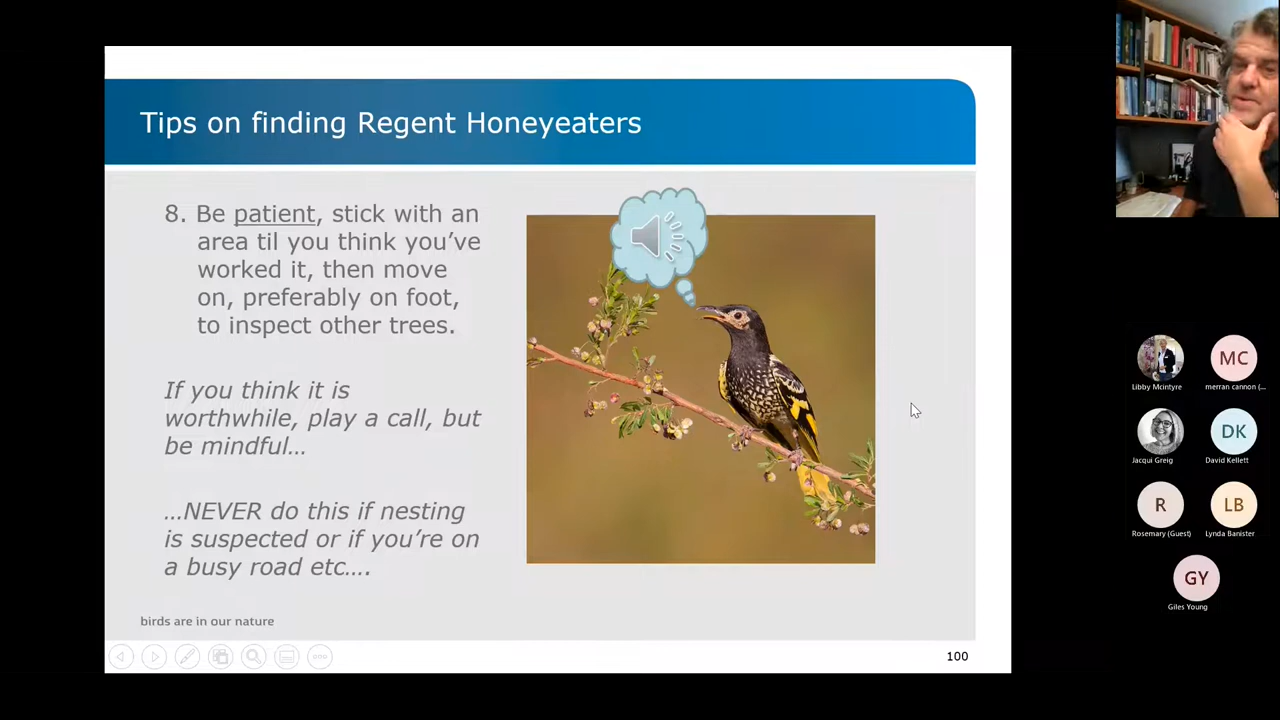 Tips on finding Regent Honeyeaters
8. Be patient, stick with an
area til you think you've
worked it, then move
on, preferably on foot,
to inspect other trees.
If you think it is
worthwhile, play a call, but
be mindful…
…NEVER do this if nesting
is suspected or if you're on
a busy road etc….
birds are in our nature
100
Libby Mcintyre
MC
merran cannon (...
Jacqui Greig
DK
David Kellett
R
Rosemary (Guest)
LB
Lynda Banister
GY
Giles Young